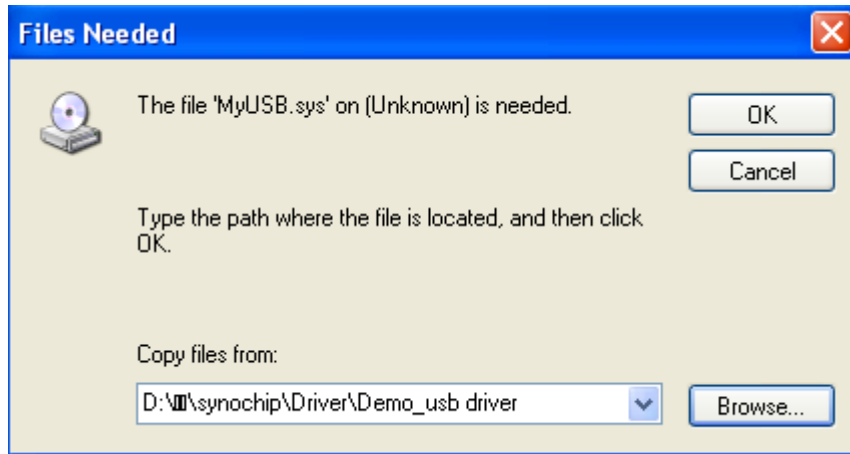 Files Needed
The file 'MyUSB.sys' on (Unknown) is needed.
OK
Cancel
Type the path where the file is located, and then click
OK.
Copy files from:
D:\\synochip\Driver\Demo_usb driver
Browse...